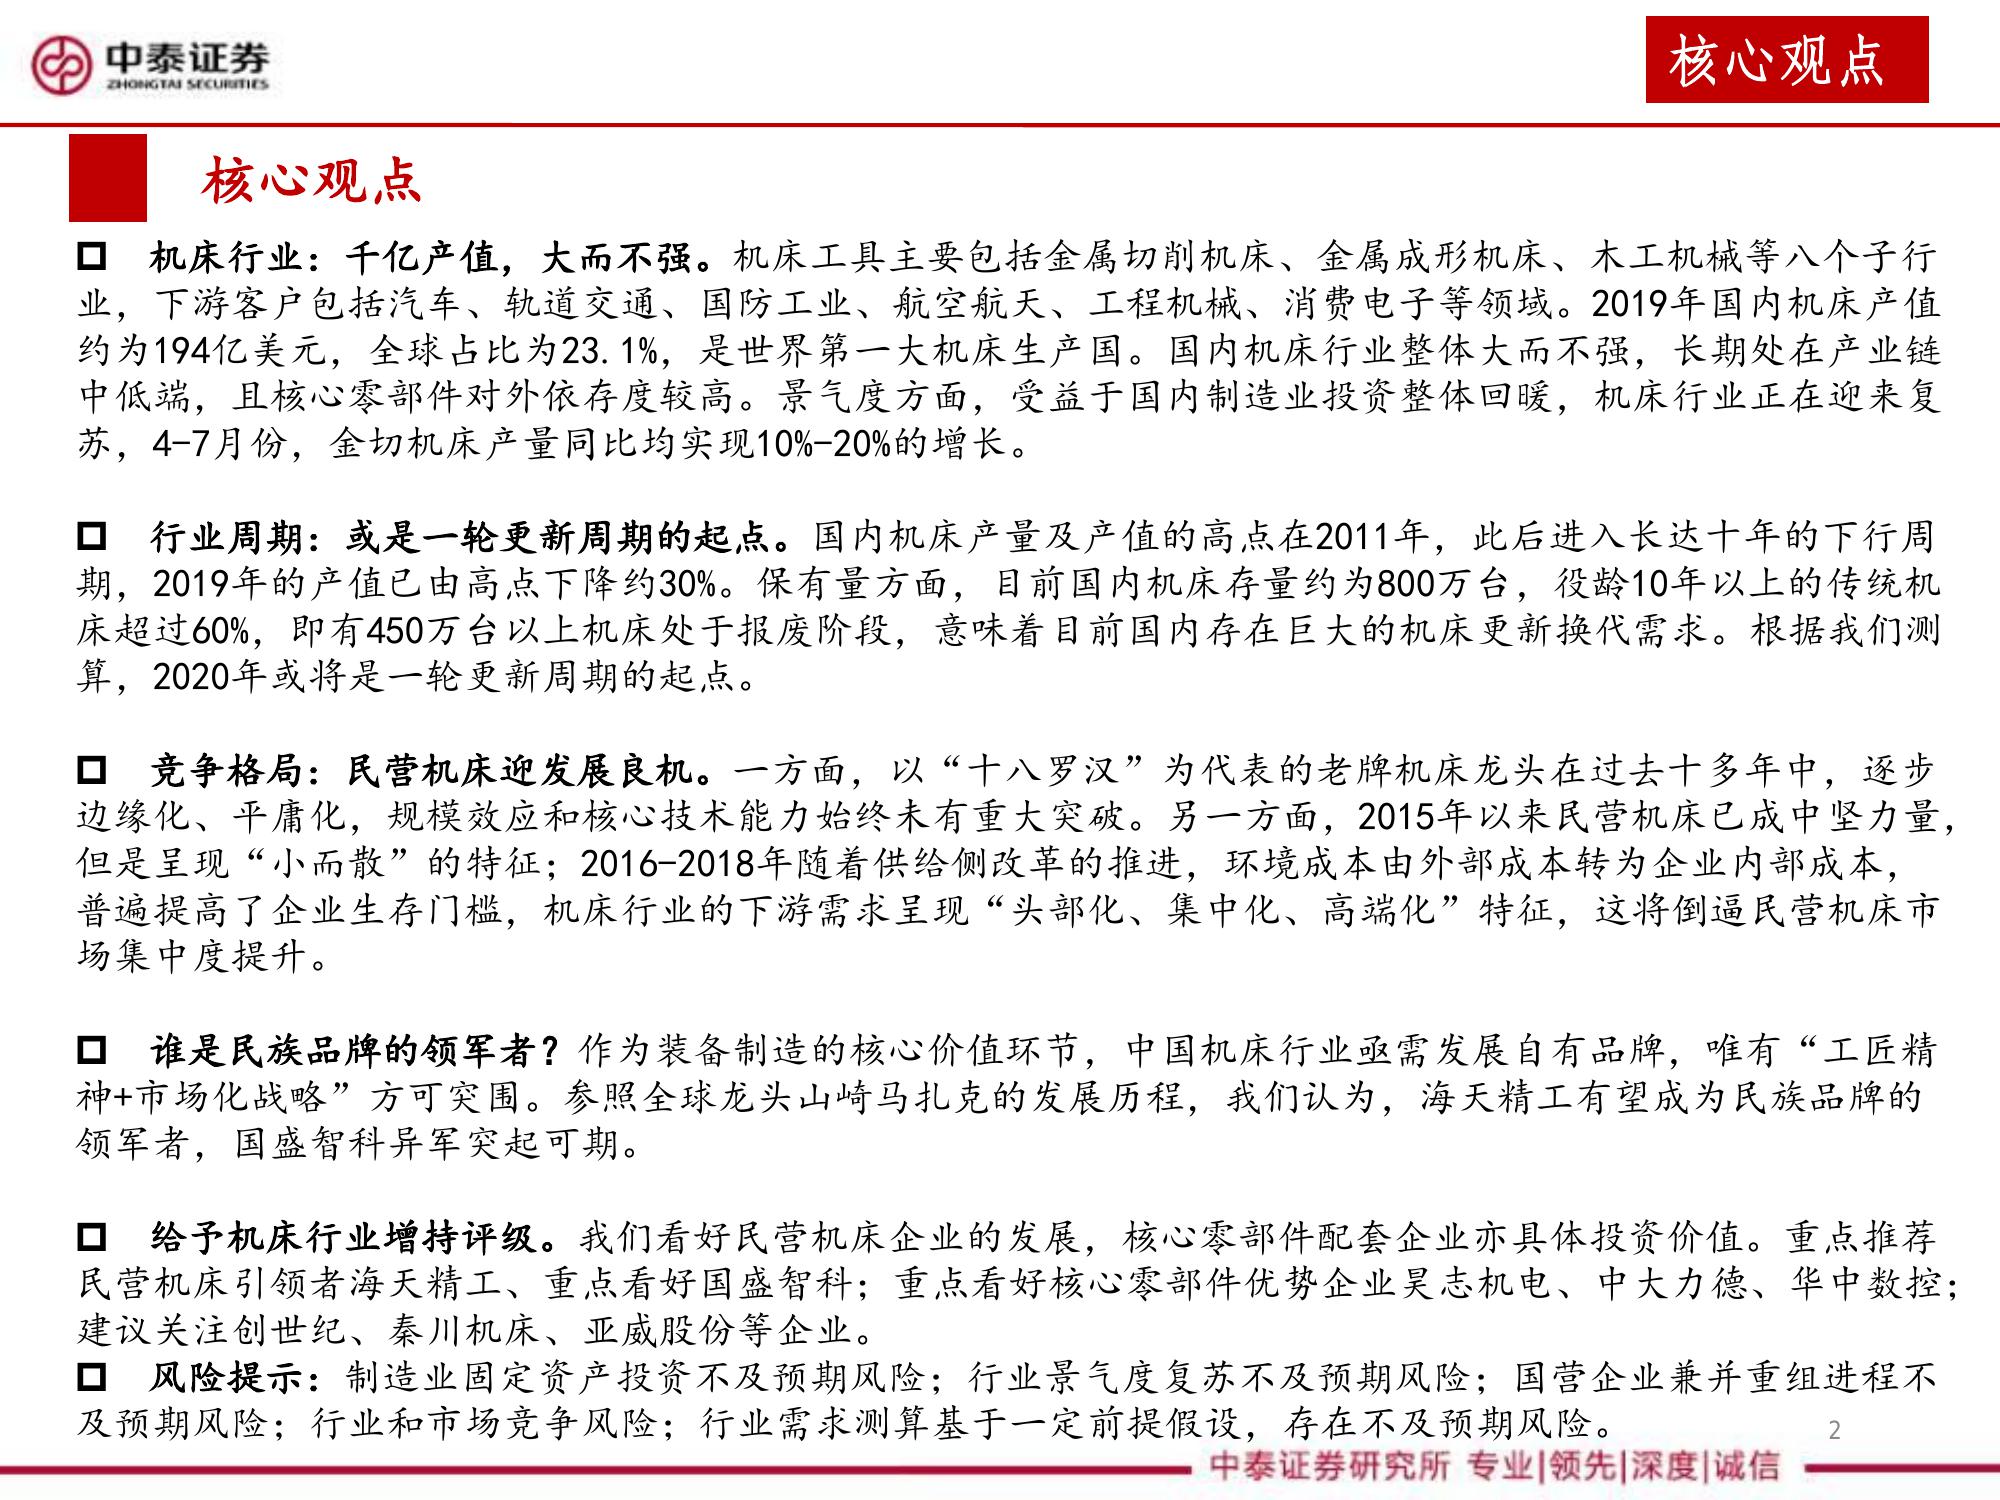 中泰证券
ZHONGTAI SECURITIES
核心观点
核心观点
机床行业：千亿产值，大而不强。机床工具主要包括金属切削机床、金属成形机床、木工机械等八个子行
业，下游客户包括汽车、轨道交通、国防工业、航空航天、工程机械、消费电子等领域。2019年国内机床产值
约为194亿美元，全球占比为23.1%，是世界第一大机床生产国。国内机床行业整体大而不强，长期处在产业链
中低端，且核心零部件对外依存度较高。景气度方面，受益于国内制造业投资整体回暖，机床行业正在迎来复
苏，4-7月份，金切机床产量同比均实现10%-20%的增长。
行业周期：或是一轮更新周期的起点。国内机床产量及产值的高点在2011年，此后进入长达十年的下行周
期，2019年的产值已由高点下降约30%。保有量方面，目前国内机床存量约为800万台，役龄10年以上的传统机
床超过60%，即有450万台以上机床处于报废阶段，意味着目前国内存在巨大的机床更新换代需求。根据我们测
算，2020年或将是一轮更新周期的起点。
竞争格局：民营机床迎发展良机。一方面，以“十八罗汉”为代表的老牌机床龙头在过去十多年中，逐步
边缘化、平庸化，规模效应和核心技术能力始终未有重大突破。另一方面，2015年以来民营机床已成中坚力量，
但是呈现“小而散”的特征；2016-2018年随着供给侧改革的推进，环境成本由外部成本转为企业内部成本，
普遍提高了企业生存门槛，机床行业的下游需求呈现“头部化、集中化、高端化”特征，这将倒逼民营机床市
场集中度提升。
谁是民族品牌的领军者？作为装备制造的核心价值环节，中国机床行业亟需发展自有品牌，唯有“工匠精
神+市场化战略”方可突围。参照全球龙头山崎马扎克的发展历程，我们认为，海天精工有望成为民族品牌的
领军者，国盛智科异军突起可期。
给予机床行业增持评级。我们看好民营机床企业的发展，核心零部件配套企业亦具体投资价值。重点推荐
民营机床引领者海天精工、重点看好国盛智科；重点看好核心零部件优势企业昊志机电、中大力德、华中数控；
建议关注创世纪、秦川机床、亚威股份等企业。
风险提示：制造业固定资产投资不及预期风险；行业景气度复苏不及预期风险；国营企业兼并重组进程不
及预期风险；行业和市场竞争风险；行业需求测算基于一定前提假设，存在不及预期风险。
2
中泰证券研究所 专业|领先|深度|诚信